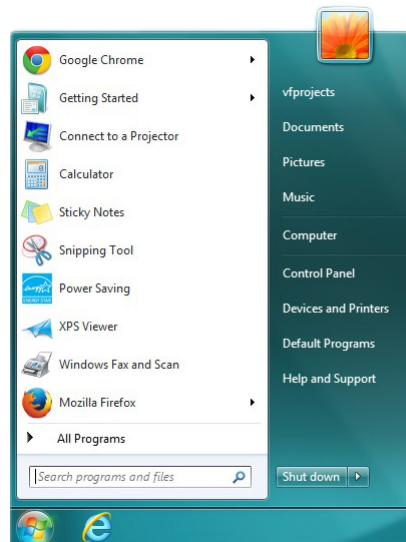 Google Chrome
Getting Started
Connect to a Projector
Calculator
Sticky Notes
Snipping Tool
Power Saving
XPS Viewer
Windows Fax and Scan
Mozilla Firefox
All Programs
Search programs and files
vfprojects
Documents
Pictures
Music
Computer
Control Panel
Devices and Printers
Default Programs
Help and Support
Shut down